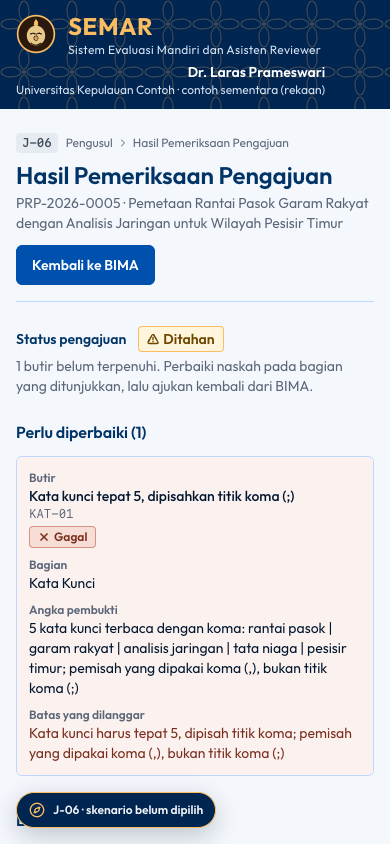 SEMAR
Sistem Evaluasi Mandiri dan Asisten Reviewer
Dr. Laras Prameswari
Universitas Kepulauan Contoh · contoh sementara (rekaan)
J-06 Pengusul > Hasil Pemeriksaan Pengajuan
Hasil Pemeriksaan Pengajuan
PRP-2026-0005 · Pemetaan Rantai Pasok Garam Rakyat
dengan Analisis Jaringan untuk Wilayah Pesisir Timur
Kembali ke BIMA
Status pengajuan Ditahan
1 butir belum terpenuhi. Perbaiki naskah pada bagian
yang ditunjukkan, lalu ajukan kembali dari BIMA.
Perlu diperbaiki (1)
Butir
Kata kunci tepat 5, dipisahkan titik koma (;)
KAT-01
Gagal
Bagian
Kata Kunci
Angka pembukti
5 kata kunci terbaca dengan koma: rantai pasok |
garam rakyat | analisis jaringan | tata niaga | pesisir
timur; pemisah yang dipakai koma (,), bukan titik
koma (;)
Batas yang dilanggar
Kata kunci harus tepat 5, dipisah titik koma; pemisah
yang dipakai koma (,), bukan titik koma (;)
J-06 · skenario belum dipilih